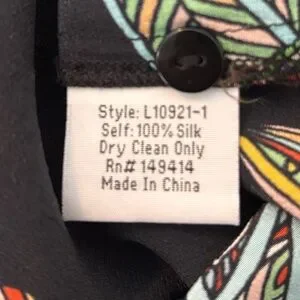 Style: L10921-1
Self: 100% Silk
Dry Clean Only
Rn# 149414
Made In China